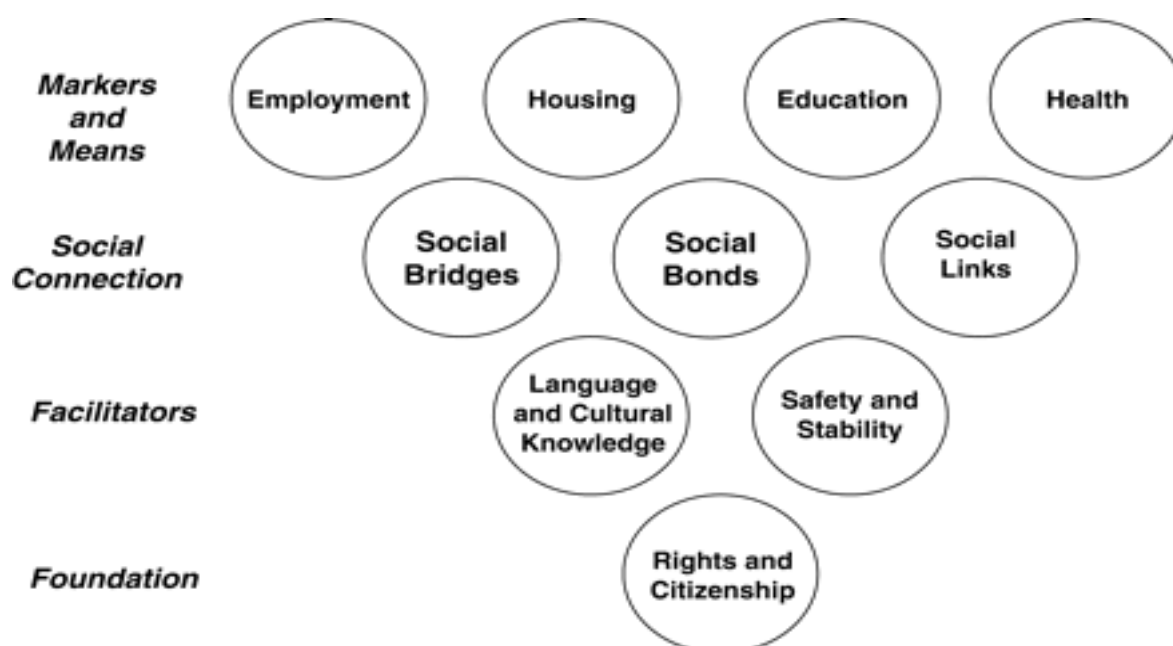 Markers
and
Means
Employment
Housing
Education
Health
Social
Connection
Social
Bridges
Social
Bonds
Social
Links
Facilitators
Language
and Cultural
Knowledge
Safety and
Stability
Foundation
Rights and
Citizenship